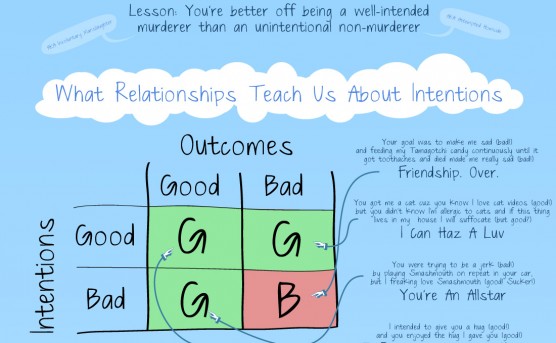 Lesson: You're better off being a well-intended
murderer than an unintentional non-murderer
AKA Involuntary Manslaughter
AKA Attempted Homicide
What Relationships Teach Us About Intentions
Outcomes
Good Bad
Intentions
Good G G
Bad G B
Your goal was to make me sad (bad!)
and feeding my Tamagotchi candy continuously until it
got toothaches and died made me really sad (bad!)
Friendship. Over.
You got me a cat cuz you know I love cat videos (good!)
but you didn't know I'm allergic to cats and if this thing
lives in my house I will suffocate (but good?)
I Can Haz A Luv
You were trying to be a jerk (bad!)
by playing Smashmouth on repeat in your car,
but I freaking love Smashmouth (good! Sucker!)
You're An Allstar
I intended to give you a hug (good!)
and you enjoyed the hug I gave you (good!)